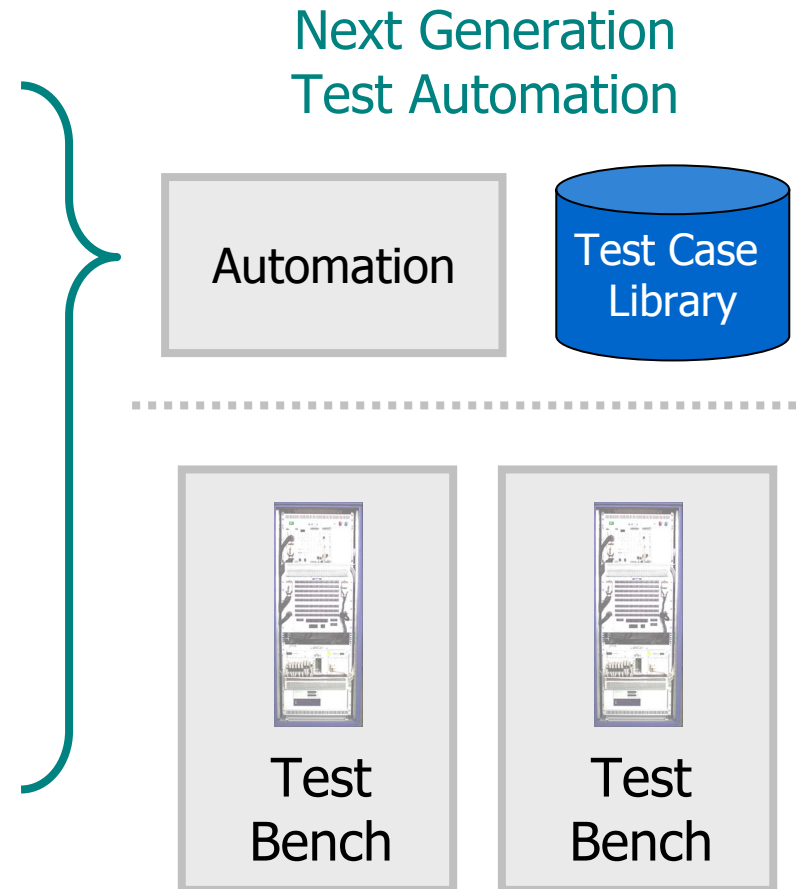 Next Generation
Test Automation
Automation
Test Case
Library
Test
Bench
Test
Bench